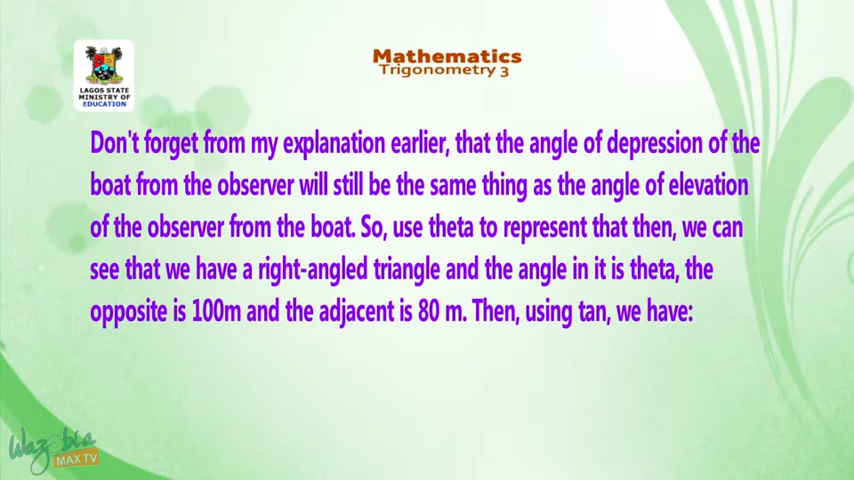 LAGOS STATE
MINISTRY OF
EDUCATION
Mathematics
Trigonometry 3
Don't forget from my explanation earlier, that the angle of depression of the
boat from the observer will still be the same thing as the angle of elevation
of the observer from the boat. So, use theta to represent that then, we can
see that we have a right-angled triangle and the angle in it is theta, the
opposite is 100m and the adjacent is 80 m. Then, using tan, we have:
Wazobia
MAX TV